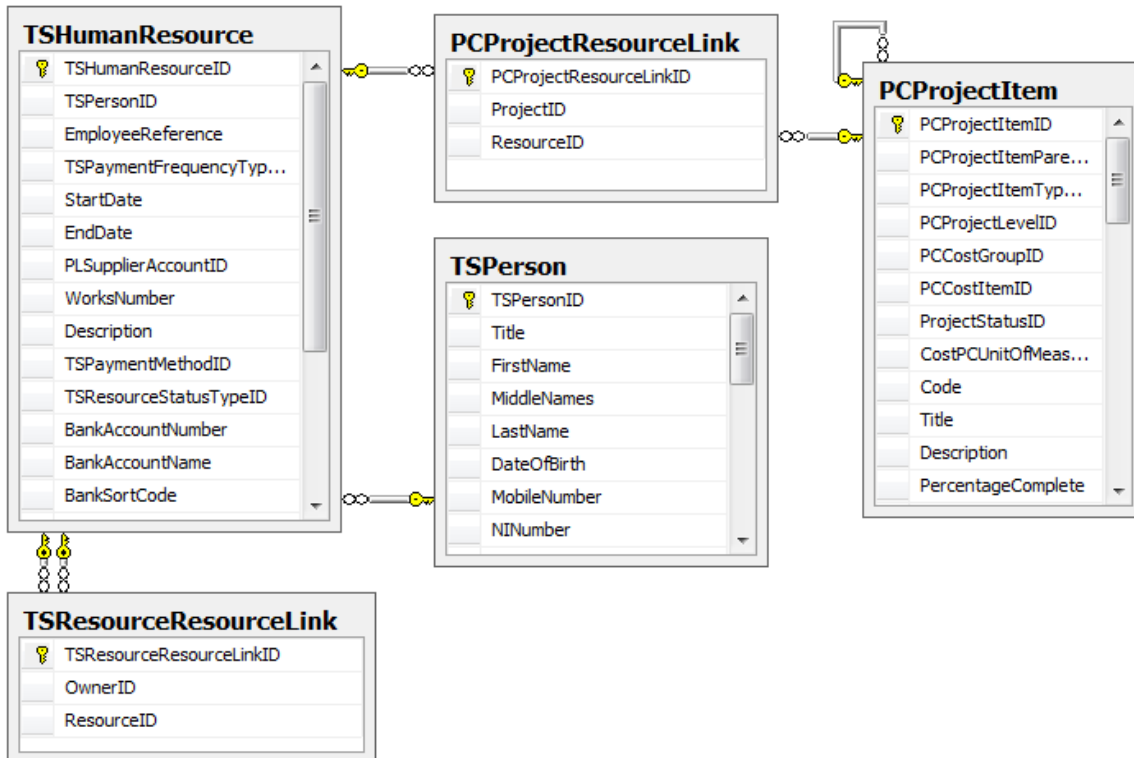 TSHumanResource
TSHumanResourceID
TSPersonID
EmployeeReference
TSPaymentFrequencyTyp...
StartDate
EndDate
PLSupplierAccountID
WorksNumber
Description
TSPaymentMethodID
TSResourceStatusTypeID
BankAccountNumber
BankAccountName
BankSortCode
PCProjectResourceLink
PCProjectResourceLinkID
ProjectID
ResourceID
PCProjectItem
PCProjectItemID
PCProjectItemPare...
PCProjectItemTyp...
PCProjectLevelID
PCCostGroupID
PCCostItemID
ProjectStatusID
CostPCUnitOfMeas...
Code
Title
Description
PercentageComplete
TSPerson
TSPersonID
Title
FirstName
MiddleNames
LastName
DateOfBirth
MobileNumber
NINumber
TSResourceResourceLink
TSResourceResourceLinkID
OwnerID
ResourceID